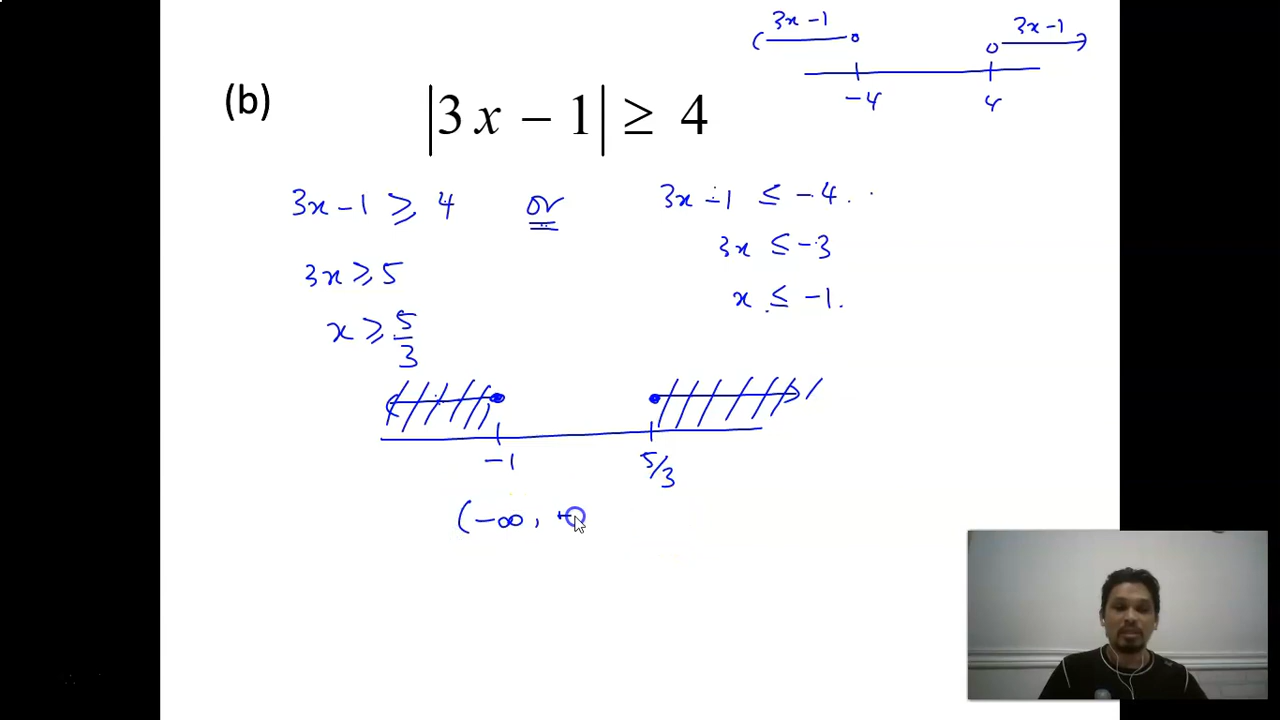 3x-1 3x-1
-4 4
(b) |3x − 1| ≥ 4
3x-1 ≥ 4 or 3x-1 ≤ -4.
3x ≥ 5 3x ≤ -3
x ≥ 5/3 x ≤ -1.
-1 5/3
(-∞,